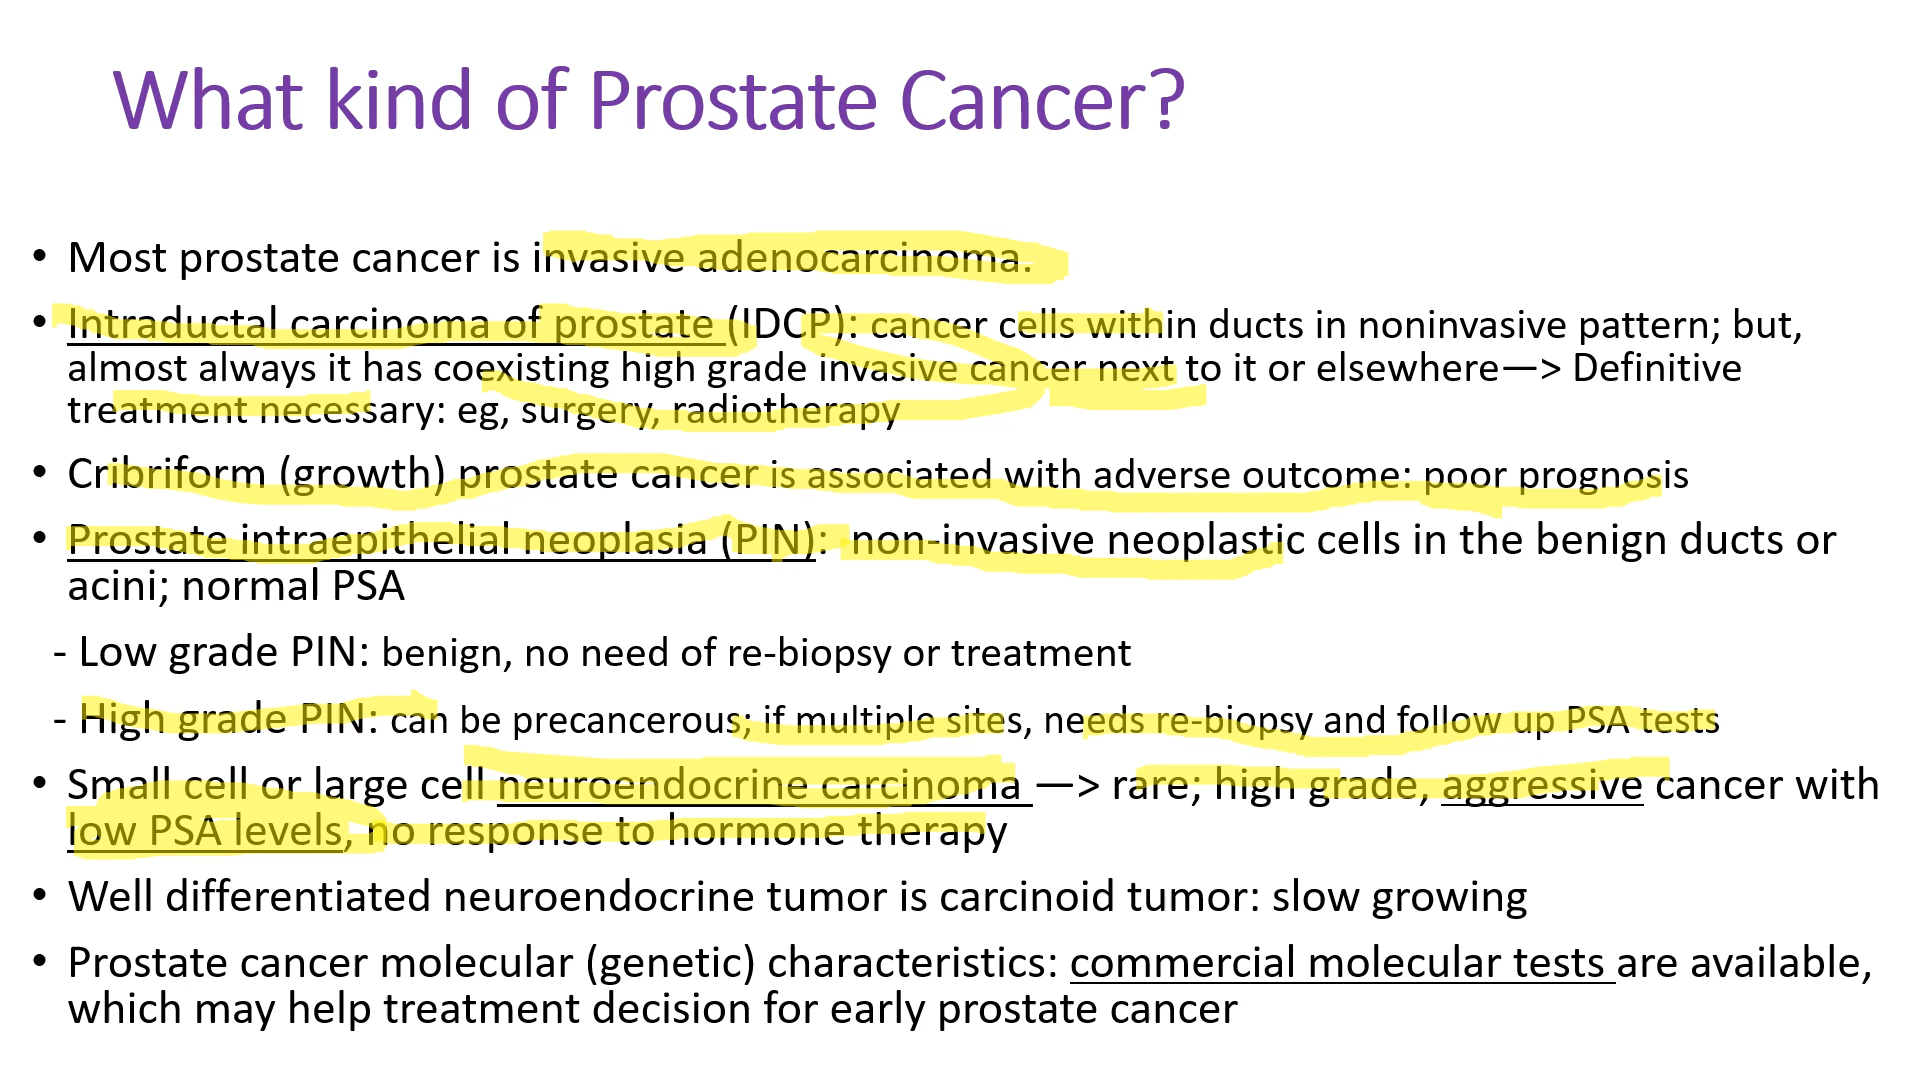 What kind of Prostate Cancer?
• Most prostate cancer is invasive adenocarcinoma.
• Intraductal carcinoma of prostate (IDCP): cancer cells within ducts in noninvasive pattern; but,
almost always it has coexisting high grade invasive cancer next to it or elsewhere—> Definitive
treatment necessary: eg, surgery, radiotherapy
• Cribriform (growth) prostate cancer is associated with adverse outcome: poor prognosis
• Prostate intraepithelial neoplasia (PIN): non-invasive neoplastic cells in the benign ducts or
acini; normal PSA
- Low grade PIN: benign, no need of re-biopsy or treatment
- High grade PIN: can be precancerous; if multiple sites, needs re-biopsy and follow up PSA tests
• Small cell or large cell neuroendocrine carcinoma —> rare; high grade, aggressive cancer with
low PSA levels, no response to hormone therapy
• Well differentiated neuroendocrine tumor is carcinoid tumor: slow growing
• Prostate cancer molecular (genetic) characteristics: commercial molecular tests are available,
which may help treatment decision for early prostate cancer